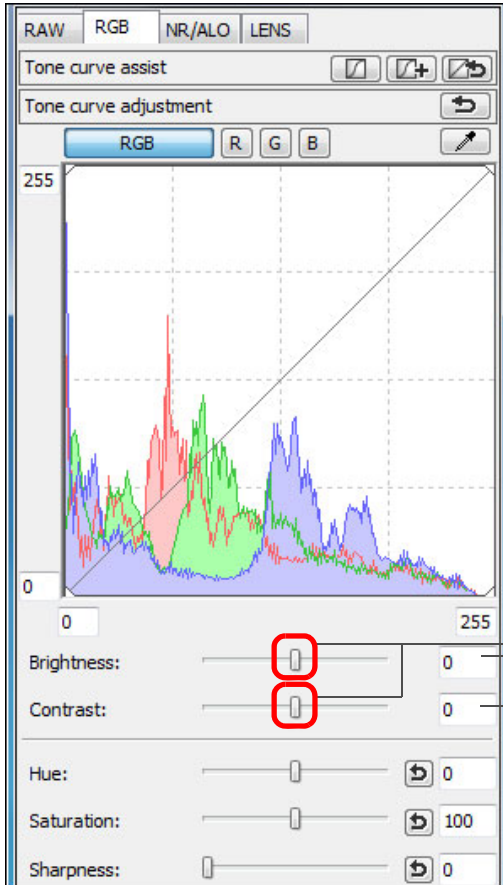 RAW RGB NR/ALO LENS
Tone curve assist
Tone curve adjustment
RGB R G B
255
0
0 255
Brightness: 0
Contrast: 0
Hue: 0
Saturation: 100
Sharpness: 0